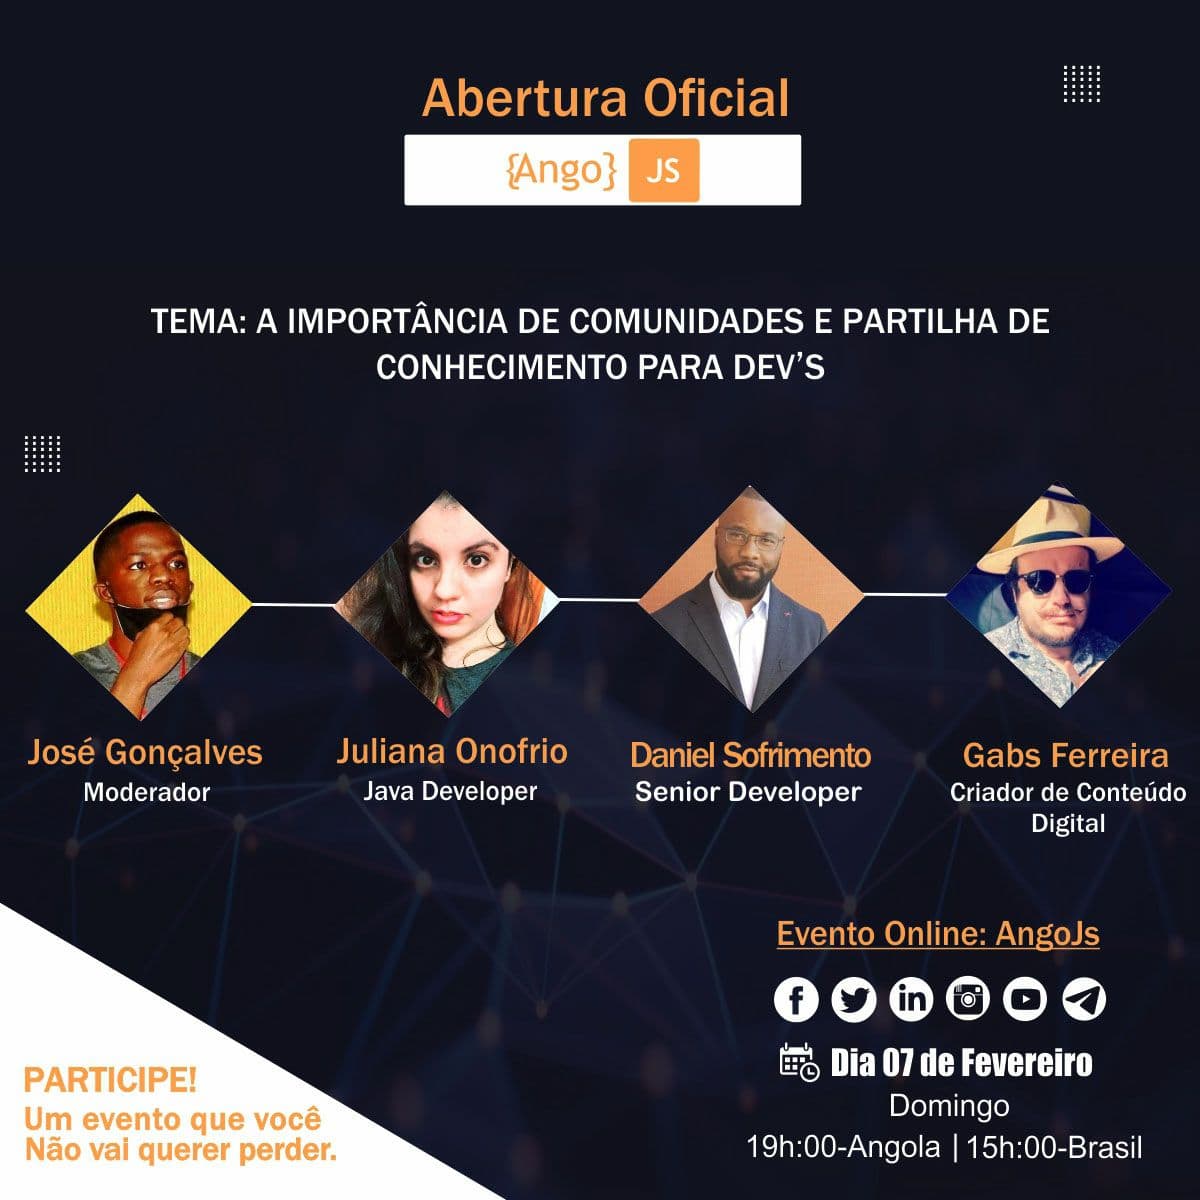 Abertura Oficial
{Ango} JS
TEMA: A IMPORTÂNCIA DE COMUNIDADES E PARTILHA DE
CONHECIMENTO PARA DEV’S
José Gonçalves
Moderador
Juliana Onofrio
Java Developer
Daniel Sofrimento
Senior Developer
Gabs Ferreira
Criador de Conteúdo
Digital
Evento Online: AngoJs
Dia 07 de Fevereiro
Domingo
19h:00-Angola | 15h:00-Brasil
PARTICIPE!
Um evento que você
Não vai querer perder.